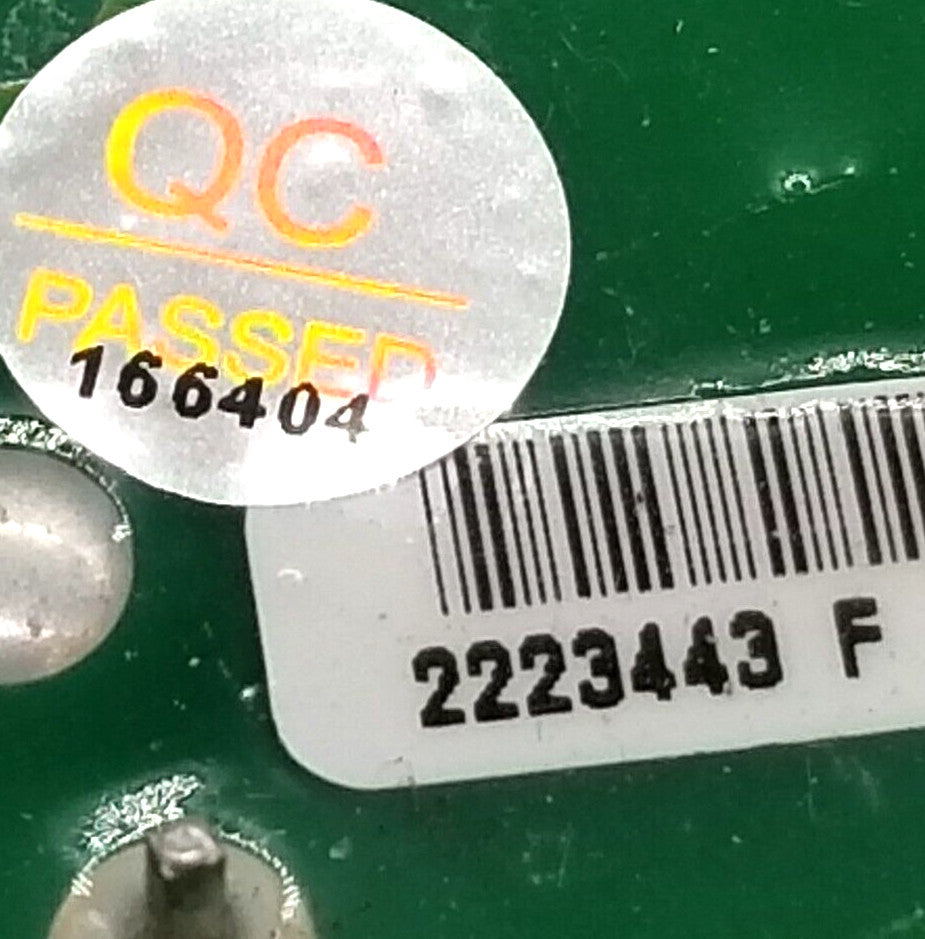 QC
PASSED
166404
2223443 F